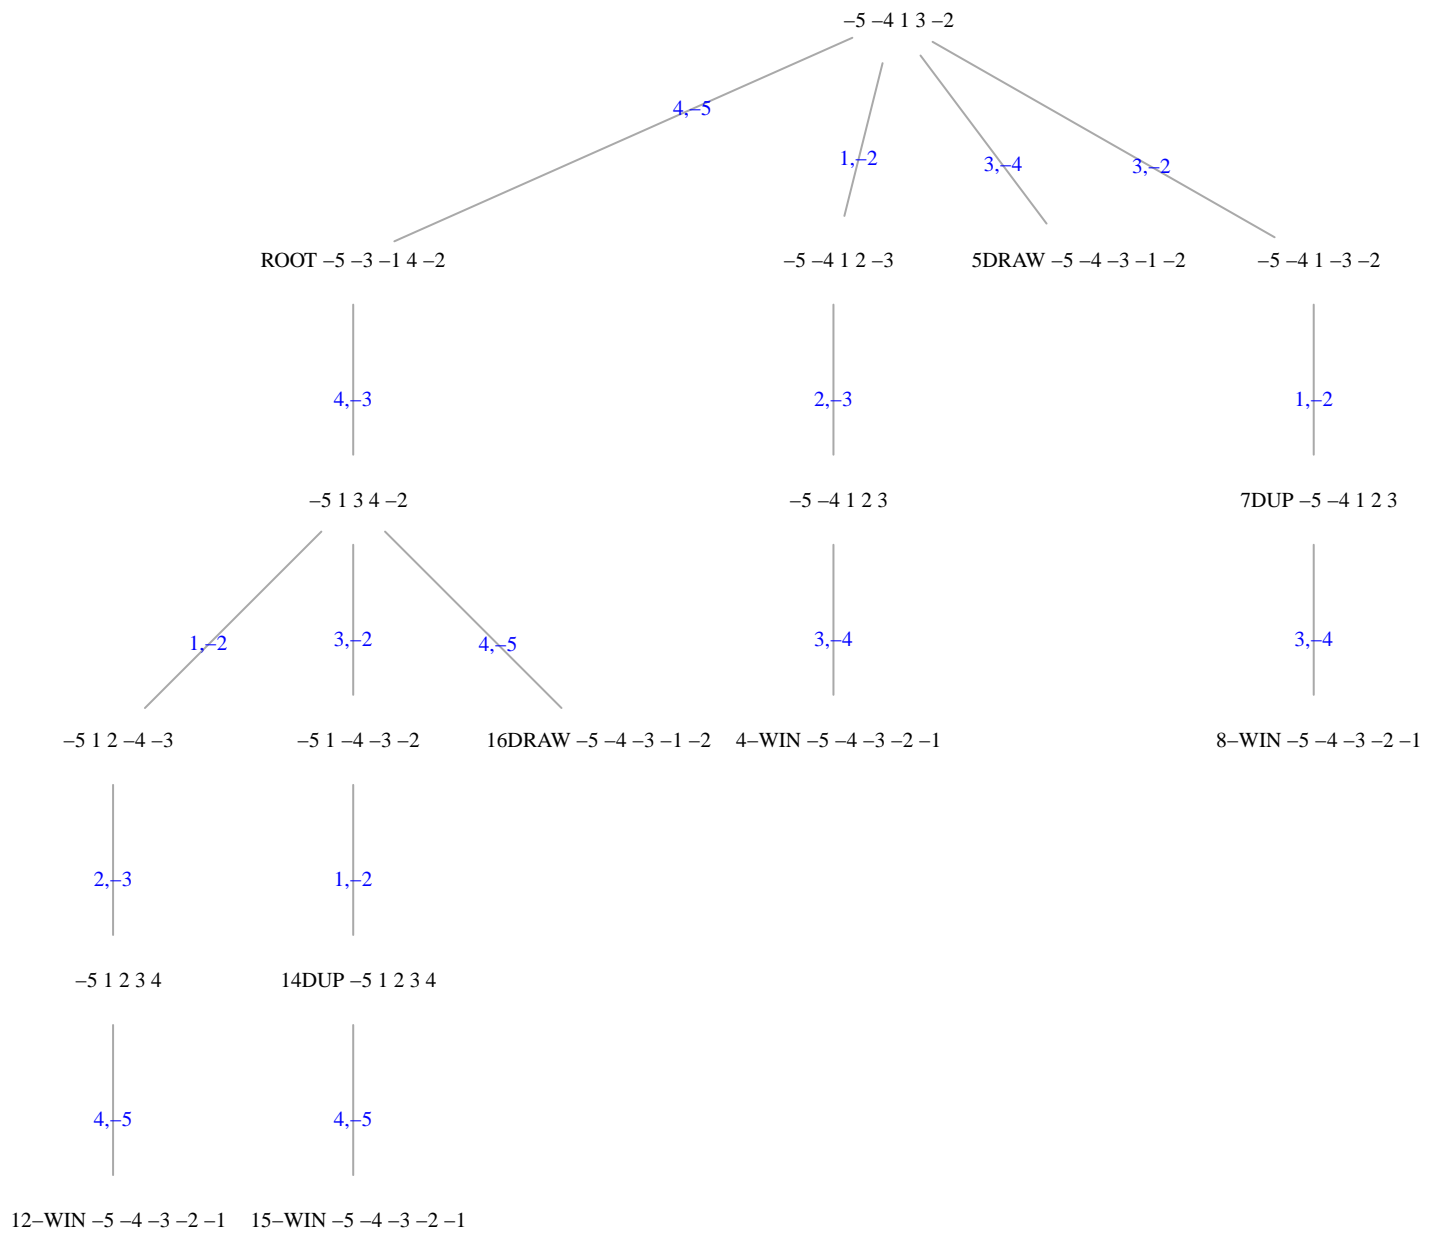 −5 −4 1 3 −2
4,−5
1,−2
3,−4
3,−2
ROOT −5 −3 −1 4 −2
−5 −4 1 2 −3
5DRAW −5 −4 −3 −1 −2
−5 −4 1 −3 −2
4,−3
2,−3
1,−2
−5 1 3 4 −2
−5 −4 1 2 3
7DUP −5 −4 1 2 3
1,−2
3,−2
4,−5
3,−4
3,−4
−5 1 2 −4 −3
−5 1 −4 −3 −2
16DRAW −5 −4 −3 −1 −2
4−WIN −5 −4 −3 −2 −1
8−WIN −5 −4 −3 −2 −1
2,−3
1,−2
−5 1 2 3 4
14DUP −5 1 2 3 4
4,−5
4,−5
12−WIN −5 −4 −3 −2 −1
15−WIN −5 −4 −3 −2 −1